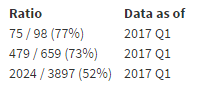 Ratio Data as of
75 / 98 (77%) 2017 Q1
479 / 659 (73%) 2017 Q1
2024 / 3897 (52%) 2017 Q1